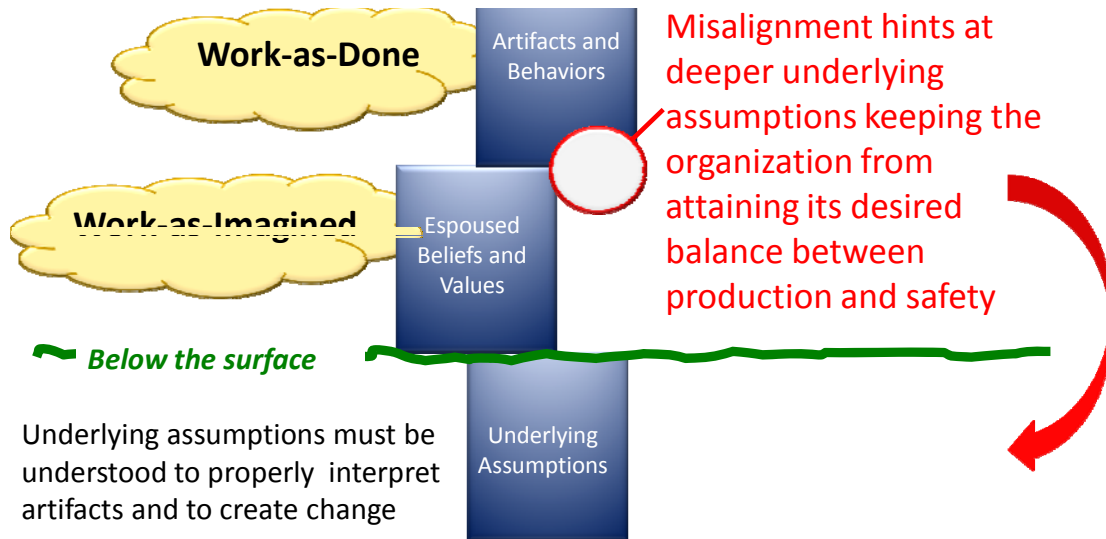 Work-as-Done
Artifacts and
Behaviors
Misalignment hints at
deeper underlying
assumptions keeping the
organization from
attaining its desired
balance between
production and safety
Work-as-Imagined
Espoused
Beliefs and
Values
Below the surface
Underlying assumptions must be
understood to properly  interpret
artifacts and to create change
Underlying
Assumptions